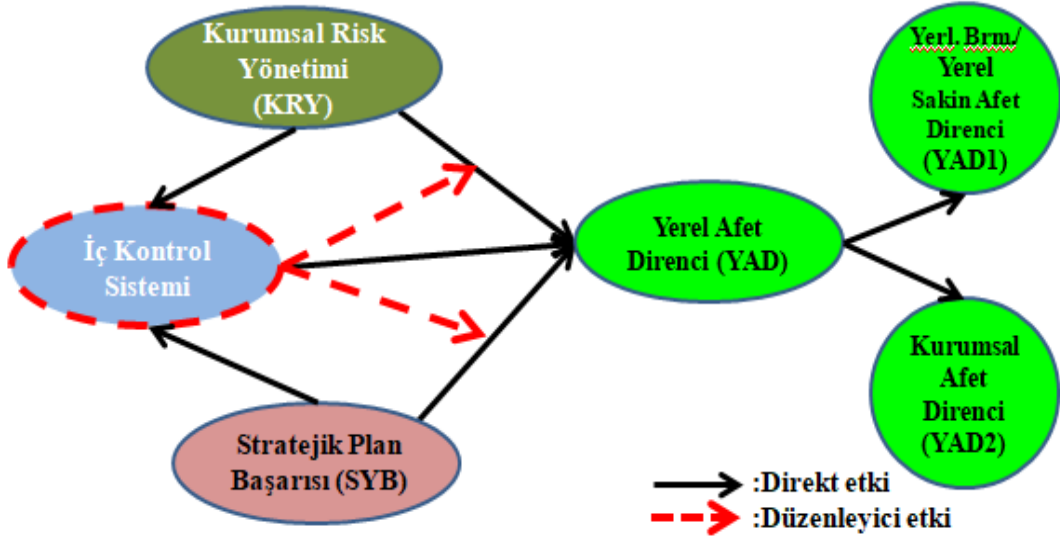 Kurumsal Risk
Yönetimi
(KRY)
İç Kontrol
Sistemi
Stratejik Plan
Başarısı (SYB)
Yerel Afet
Direnci (YAD)
Yerl. Brm./
Yerel
Sakin Afet
Direnci
(YAD1)
Kurumsal
Afet
Direnci
(YAD2)
:Direkt etki
:Düzenleyici etki